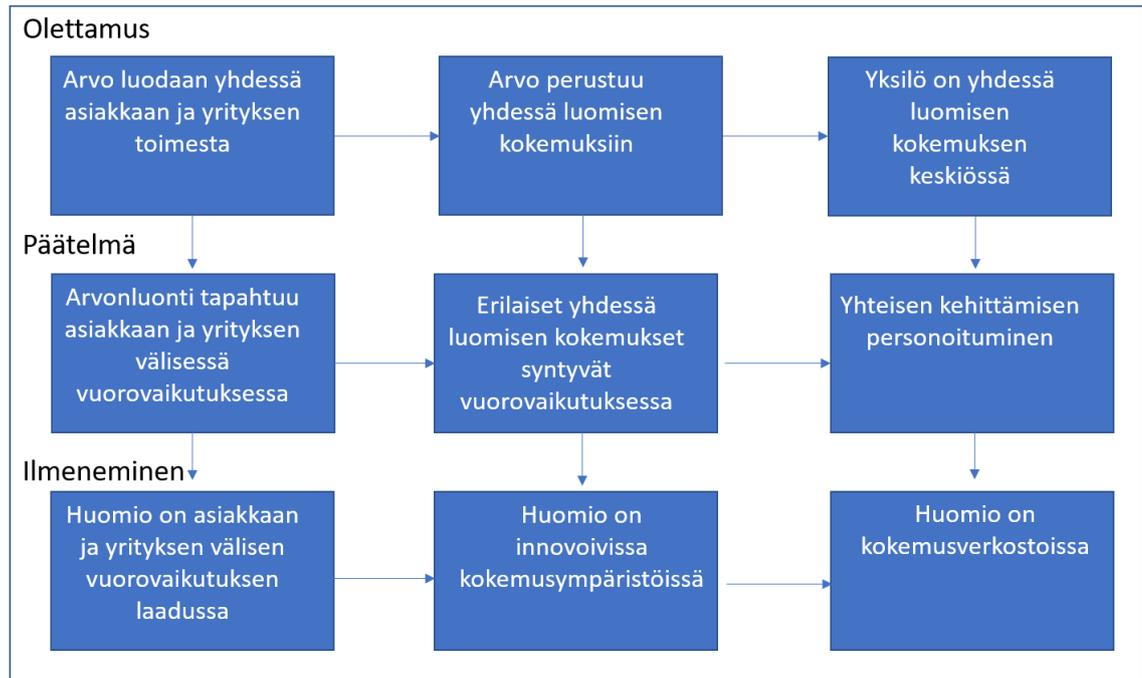 Olettamus
Arvo luodaan yhdessä
asiakkaan ja yrityksen
toimesta
Arvo perustuu
yhdessä luomisen
kokemuksiin
Yksilö on yhdessä
luomisen
kokemuksen
keskiössä
Päätelmä
Arvonluonti tapahtuu
asiakkaan ja yrityksen
välisessä
vuorovaikutuksessa
Erilaiset yhdessä
luomisen kokemukset
syntyvät
vuorovaikutuksessa
Yhteisen kehittämisen
personoituminen
Ilmeneminen
Huomio on asiakkaan
ja yrityksen välisen
vuorovaikutuksen
laadussa
Huomio on
innovoivissa
kokemusympäristöissä
Huomio on
kokemusverkostoissa